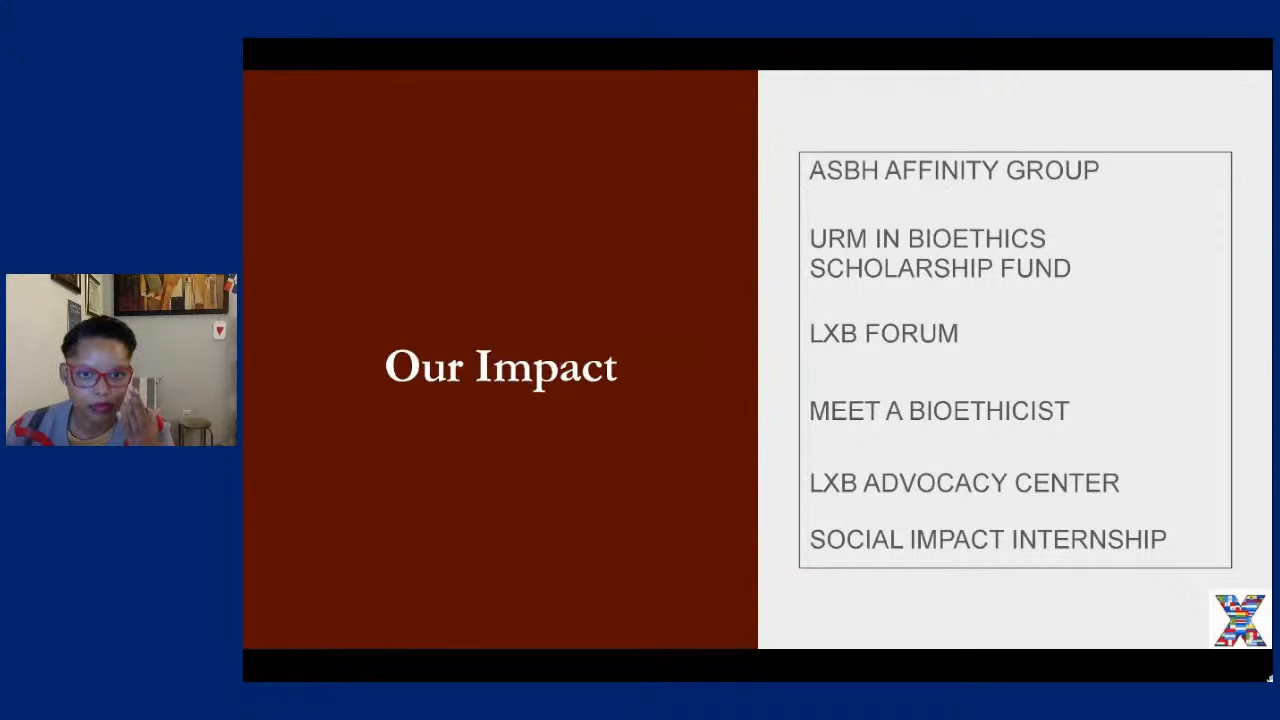 Our Impact
ASBH AFFINITY GROUP
URM IN BIOETHICS
SCHOLARSHIP FUND
LXB FORUM
MEET A BIOETHICIST
LXB ADVOCACY CENTER
SOCIAL IMPACT INTERNSHIP